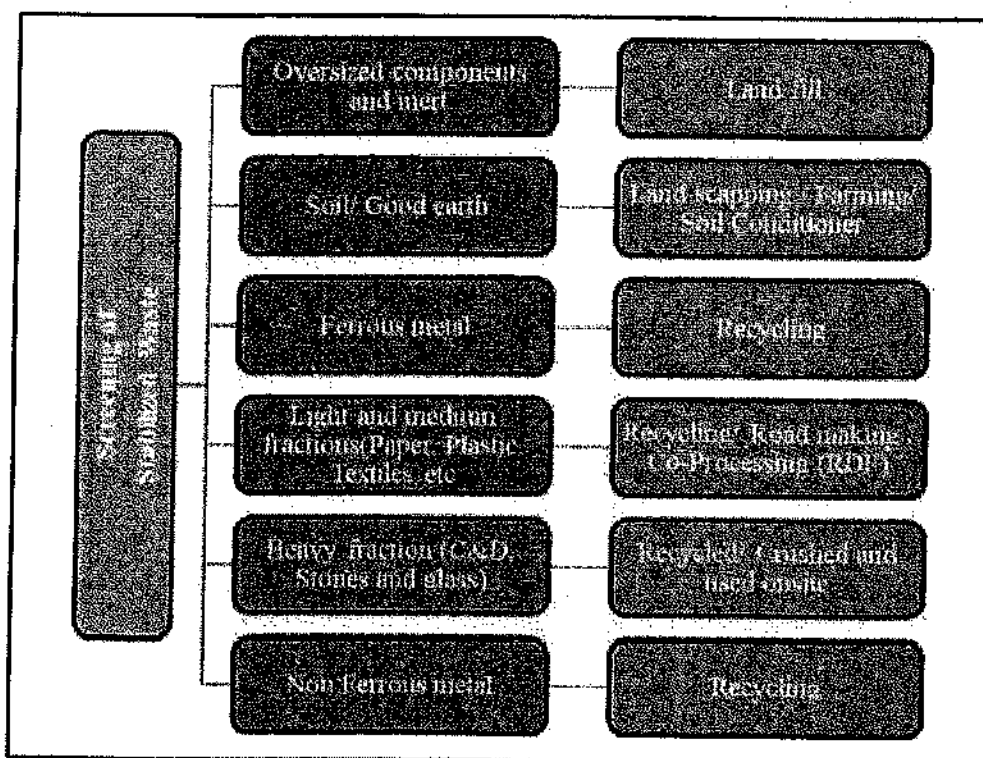 Screening of
Stabilized Waste
Oversized components
and inert
Land fill
Soil/ Good earth
Land scapping / Farming/
Soil Conditioner
Ferrous metal
Recycling
Light and medium
fractions(Paper, Plastic
Textiles, etc
Recycling/ Road making /
Co-Processing (RDF)
Heavy fraction (C&D,
Stones and glass)
Recycled/ Crushed and
used onsite
Non Ferrous metal
Recycling